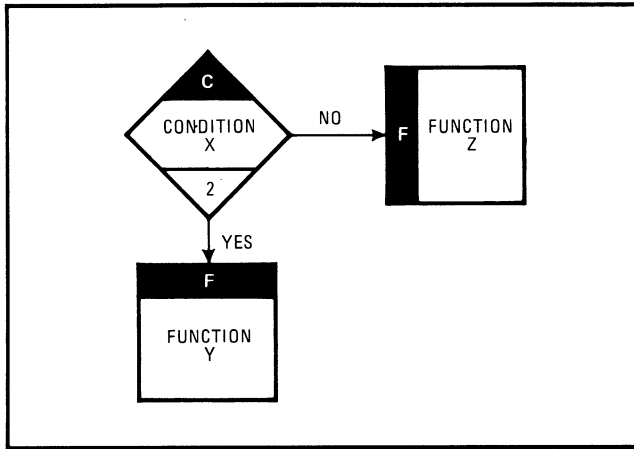 C
CONDITION
X
2
NO
F
FUNCTION
Z
YES
F
FUNCTION
Y